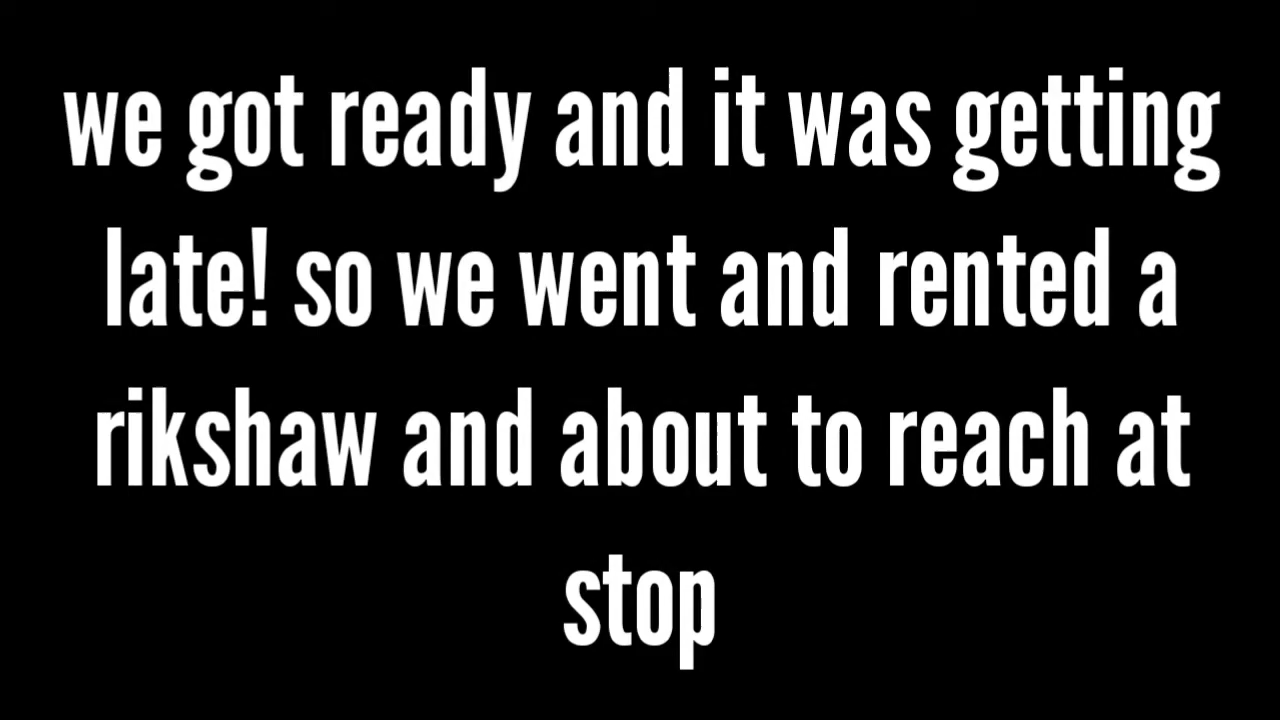 we got ready and it was getting
late! so we went and rented a
rikshaw and about to reach at
stop